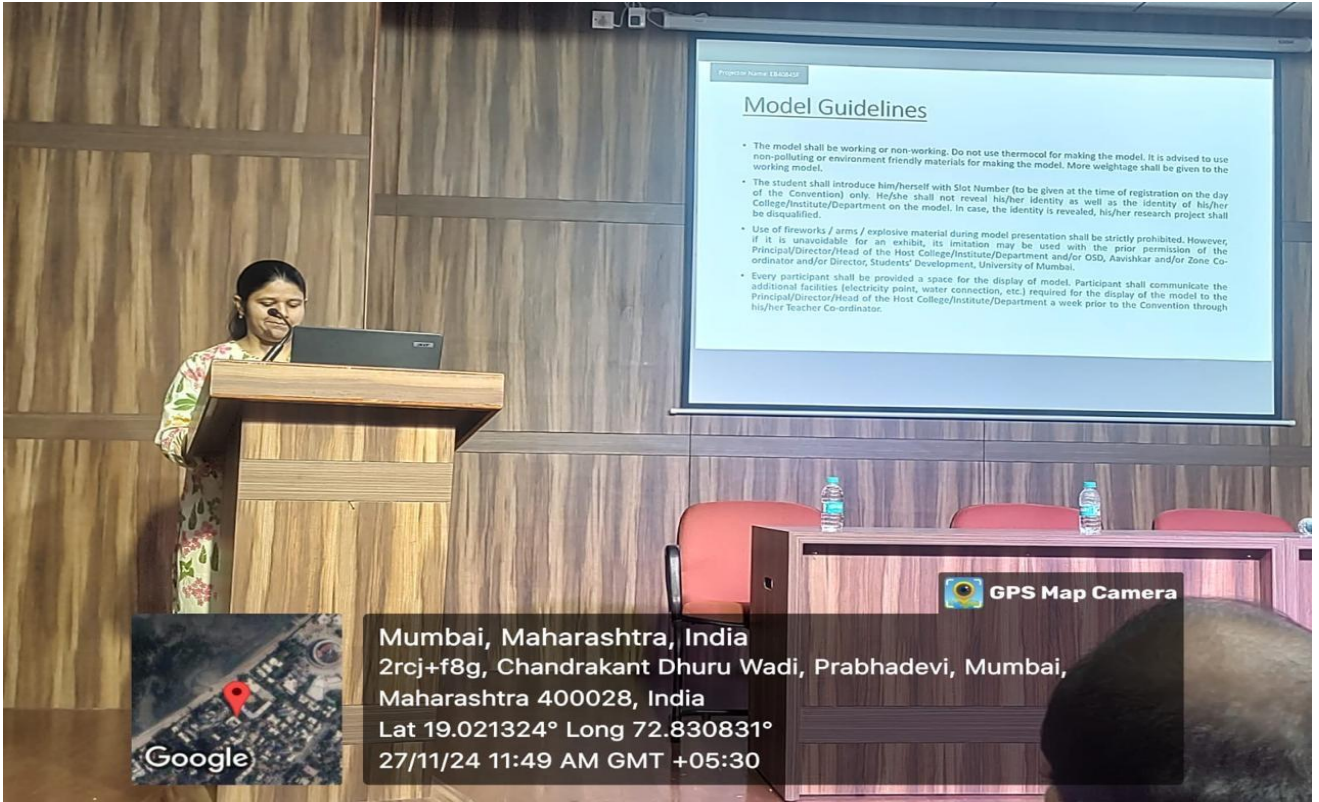 Projector Name: EB408457
Model Guidelines
• The model shall be working or non-working. Do not use thermocol for making the model. It is advised to use
non-polluting or environment friendly materials for making the model. More weightage shall be given to the
working model.
• The student shall introduce him/herself with Slot Number (to be given at the time of registration on the day
of the Convention) only. He/she shall not reveal his/her identity as well as the identity of his/her
College/Institute/Department on the model. In case, the identity is revealed, his/her research project shall
be disqualified.
• Use of fireworks / arms / explosive material during model presentation shall be strictly prohibited. However,
if it is unavoidable for an exhibit, its imitation may be used with the prior permission of the
Principal/Director/Head of the Host College/Institute/Department and/or OSD, Aavishkar and/or Zone Co-
ordinator and/or Director, Students' Development, University of Mumbai.
• Every participant shall be provided a space for the display of model. Participant shall communicate the
additional facilities (electricity point, water connection, etc.) required for the display of the model to the
Principal/Director/Head of the Host College/Institute/Department a week prior to the Convention through
his/her Teacher Co-ordinator.
acer
GPS Map Camera
Mumbai, Maharashtra, India
2rcj+f8g, Chandrakant Dhuru Wadi, Prabhadevi, Mumbai,
Maharashtra 400028, India
Lat 19.021324° Long 72.830831°
27/11/24 11:49 AM GMT +05:30
Google